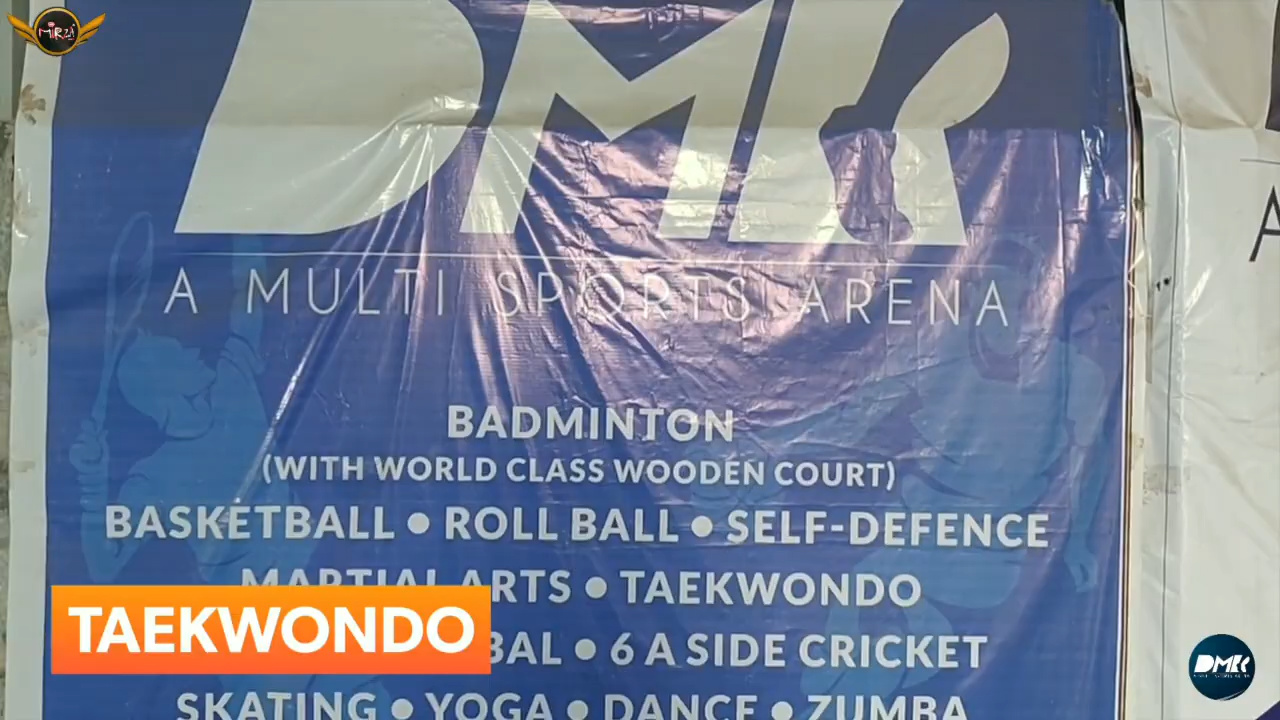 MiRZA
DMK
A MULTI SPORTS ARENA
BADMINTON
(WITH WORLD CLASS WOODEN COURT)
BASKETBALL • ROLL BALL • SELF-DEFENCE
MARTIAL ARTS • TAEKWONDO
TAEKWONDO
BAL • 6 A SIDE CRICKET
SKATING • YOGA • DANCE • ZUMBA
A
DMK